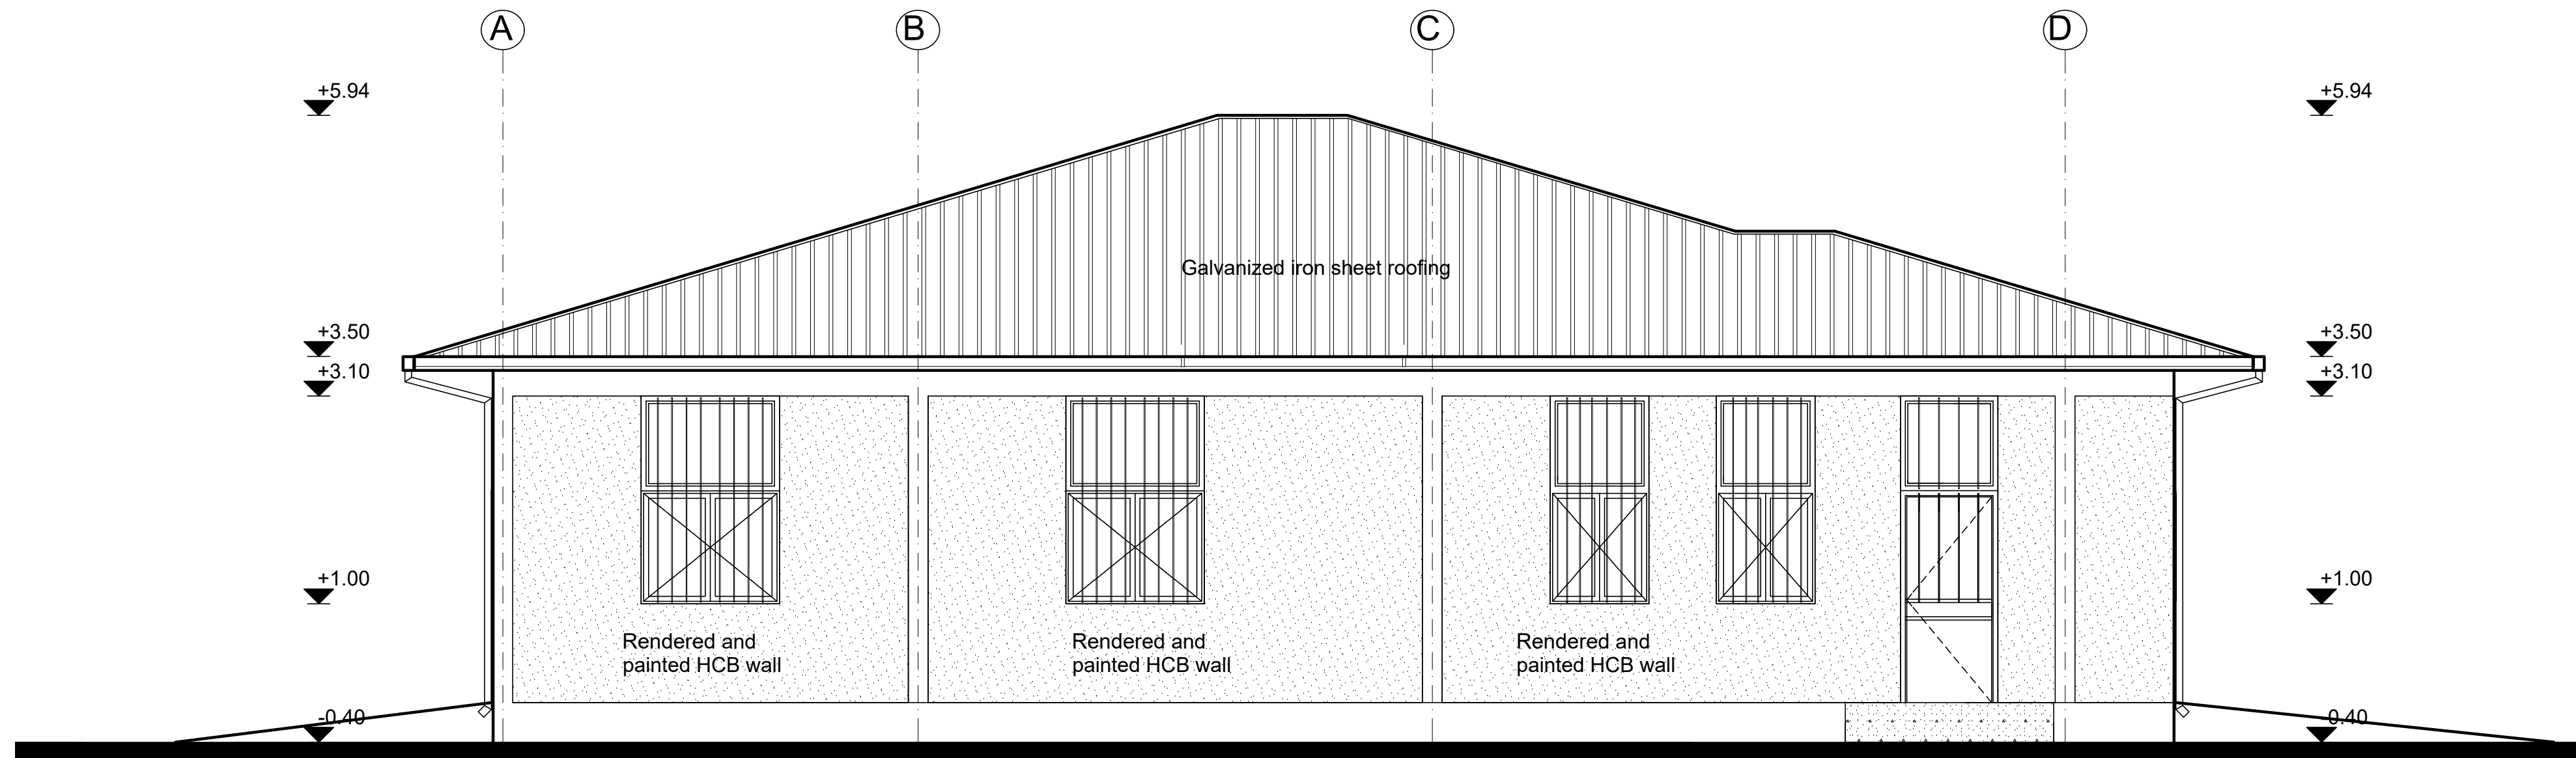 A B C D
+5.94 +5.94
Galvanized iron sheet roofing
+3.50 +3.50
+3.10 +3.10
+1.00 +1.00
Rendered and
painted HCB wall
Rendered and
painted HCB wall
Rendered and
painted HCB wall
-0.40 -0.40